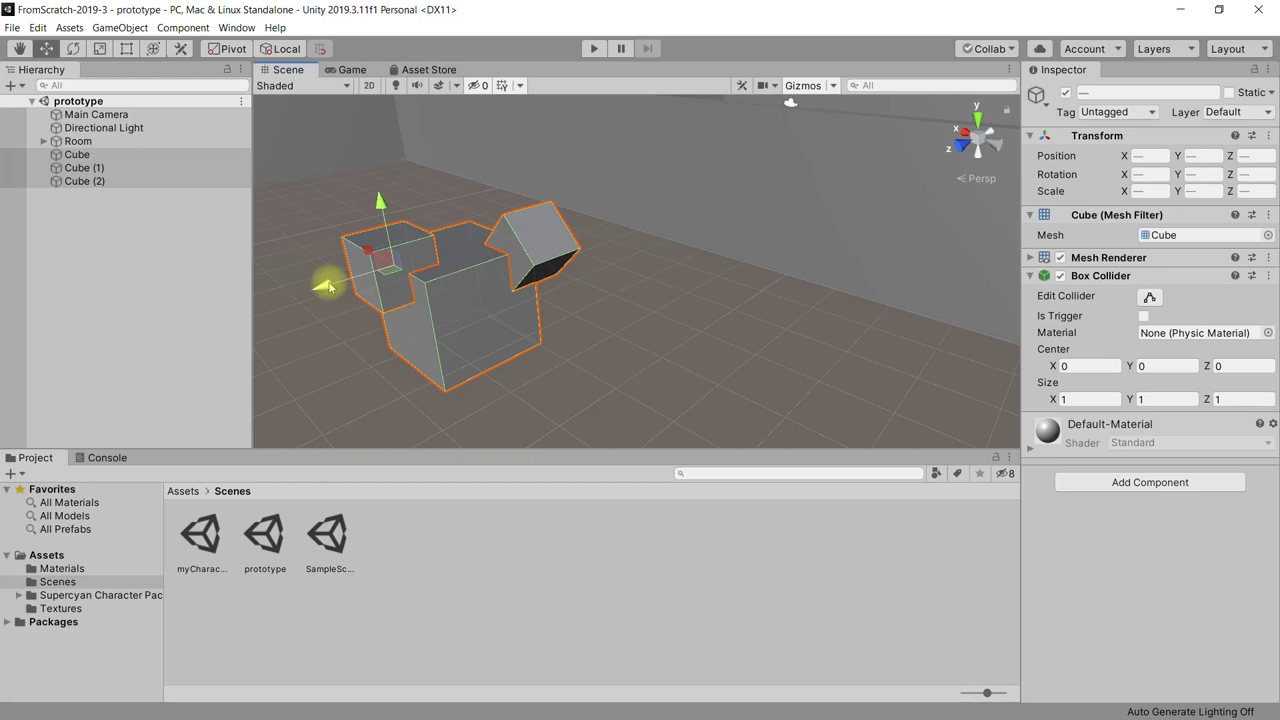 FromScratch-2019-3 - prototype - PC, Mac & Linux Standalone - Unity 2019.3.11f1 Personal <DX11>
File Edit Assets GameObject Component Window Help
Pivot Local Collab Account Layers Layout
Hierarchy Scene Game Asset Store Inspector
All Shaded 2D 0 Gizmos All — Static
prototype
Tag Untagged Layer Default
Main Camera
Directional Light
Room
Cube
Cube (1)
Cube (2)
y
x
z
Persp
Transform
Position X — Y — Z —
Rotation X — Y — Z —
Scale X — Y — Z —
Cube (Mesh Filter)
Mesh Cube
Mesh Renderer
Box Collider
Edit Collider
Is Trigger
Material None (Physic Material)
Center
X 0 Y 0 Z 0
Size
X 1 Y 1 Z 1
Default-Material
Shader Standard
Add Component
Project Console
8
Favorites
All Materials
All Models
All Prefabs
Assets
Materials
Scenes
Supercyan Character Pac
Textures
Packages
Assets > Scenes
myCharac... prototype SampleSc...
Auto Generate Lighting Off